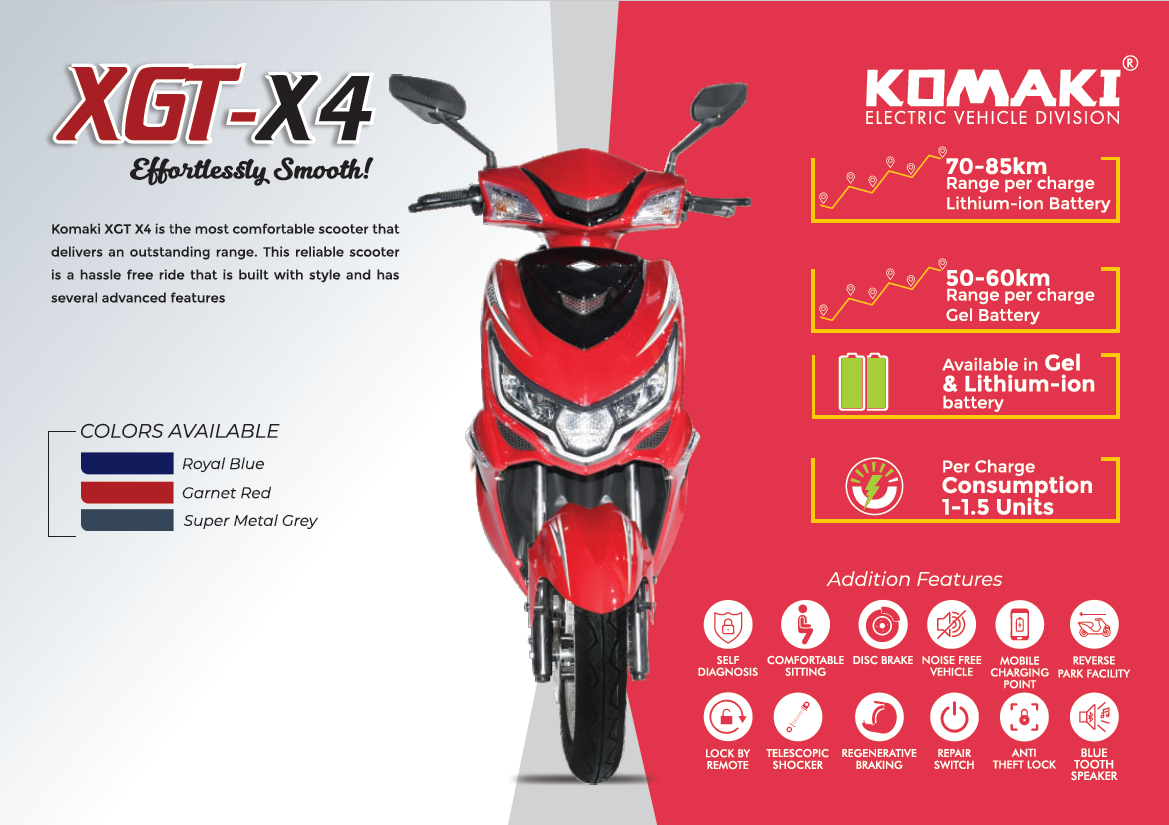 XGT-X4
Effortlessly Smooth!
Komaki XGT X4 is the most comfortable scooter that
delivers an outstanding range. This reliable scooter
is a hassle free ride that is built with style and has
several advanced features
COLORS AVAILABLE
Royal Blue
Garnet Red
Super Metal Grey
KOMAKI®
ELECTRIC VEHICLE DIVISION
70-85km
Range per charge
Lithium-ion Battery
50-60km
Range per charge
Gel Battery
Available in Gel
& Lithium-ion
battery
Per Charge
Consumption
1-1.5 Units
Addition Features
SELF
DIAGNOSIS
COMFORTABLE
SITTING
DISC BRAKE
NOISE FREE
VEHICLE
MOBILE
CHARGING
POINT
REVERSE
PARK FACILITY
LOCK BY
REMOTE
TELESCOPIC
SHOCKER
REGENERATIVE
BRAKING
REPAIR
SWITCH
ANTI
THEFT LOCK
BLUE
TOOTH
SPEAKER